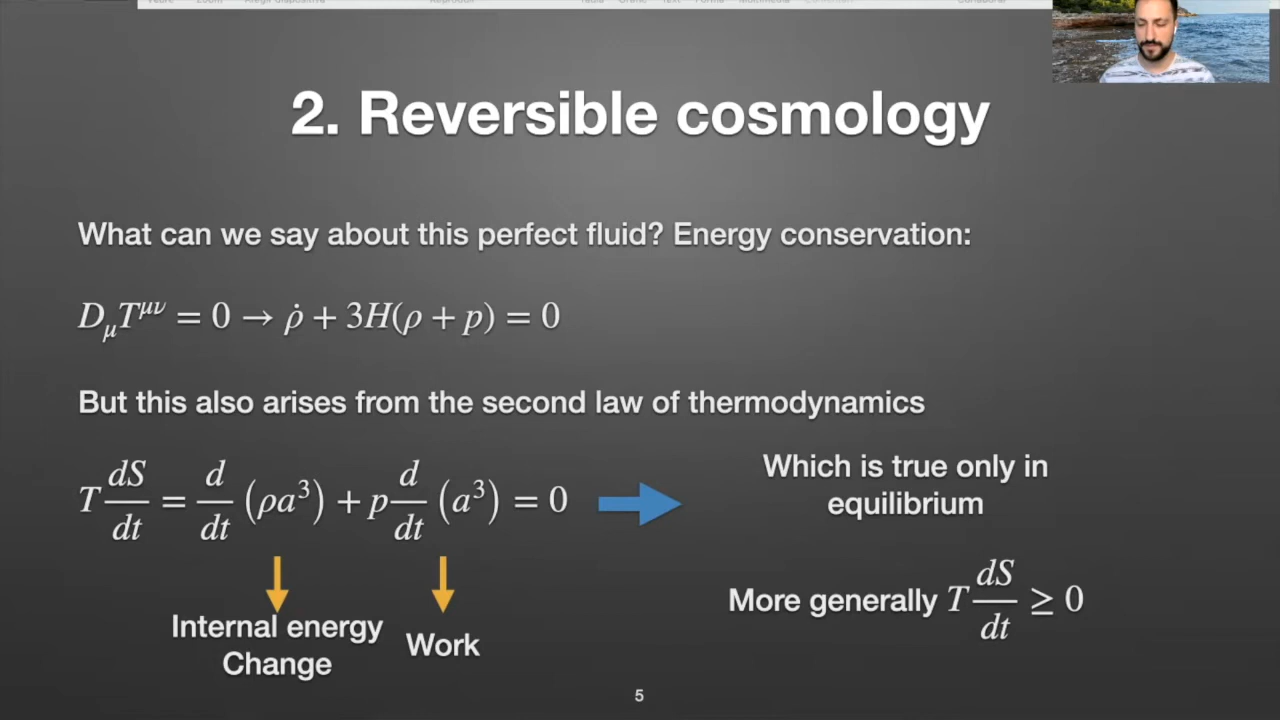 2. Reversible cosmology
What can we say about this perfect fluid? Energy conservation:
D_μT^{μν} = 0 → ρ̇ + 3H(ρ + p) = 0
But this also arises from the second law of thermodynamics
T dS/dt = d/dt (ρa³) + p d/dt (a³) = 0
Which is true only in
equilibrium
More generally T dS/dt ≥ 0
Internal energy
Change
Work
5